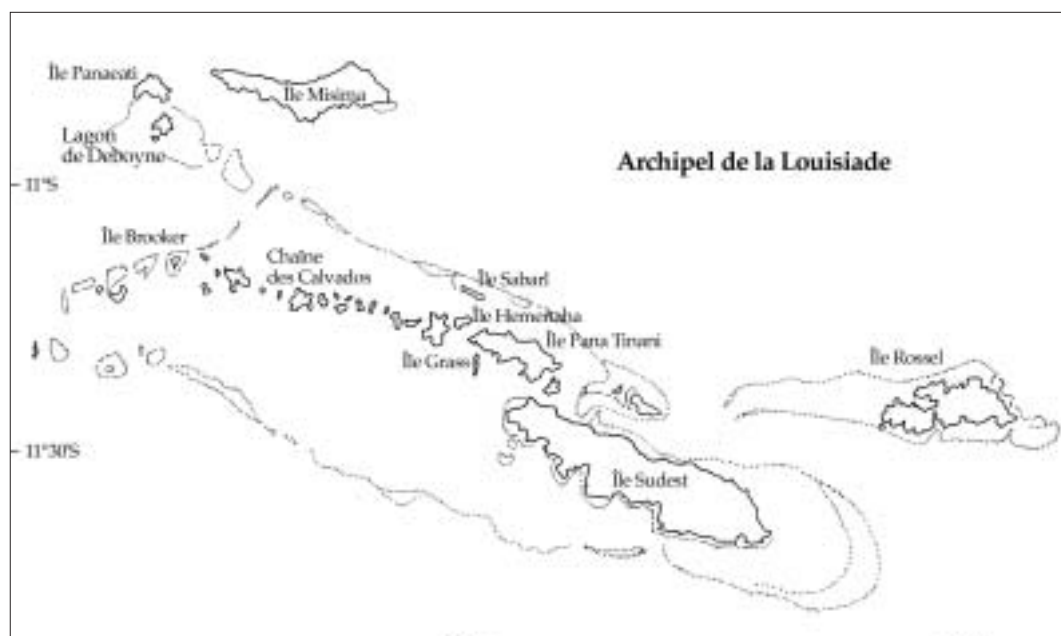 Île Panaeati
Île Misima
Lagon
de Deboyne
Archipel de la Louisiade
11°S
Île Brooker
Chaîne
des Calvados
Île Sabarl
Île Hemenaha
Île Pana Tinani
Île Grass
Île Rossel
11°30'S
Île Sudest